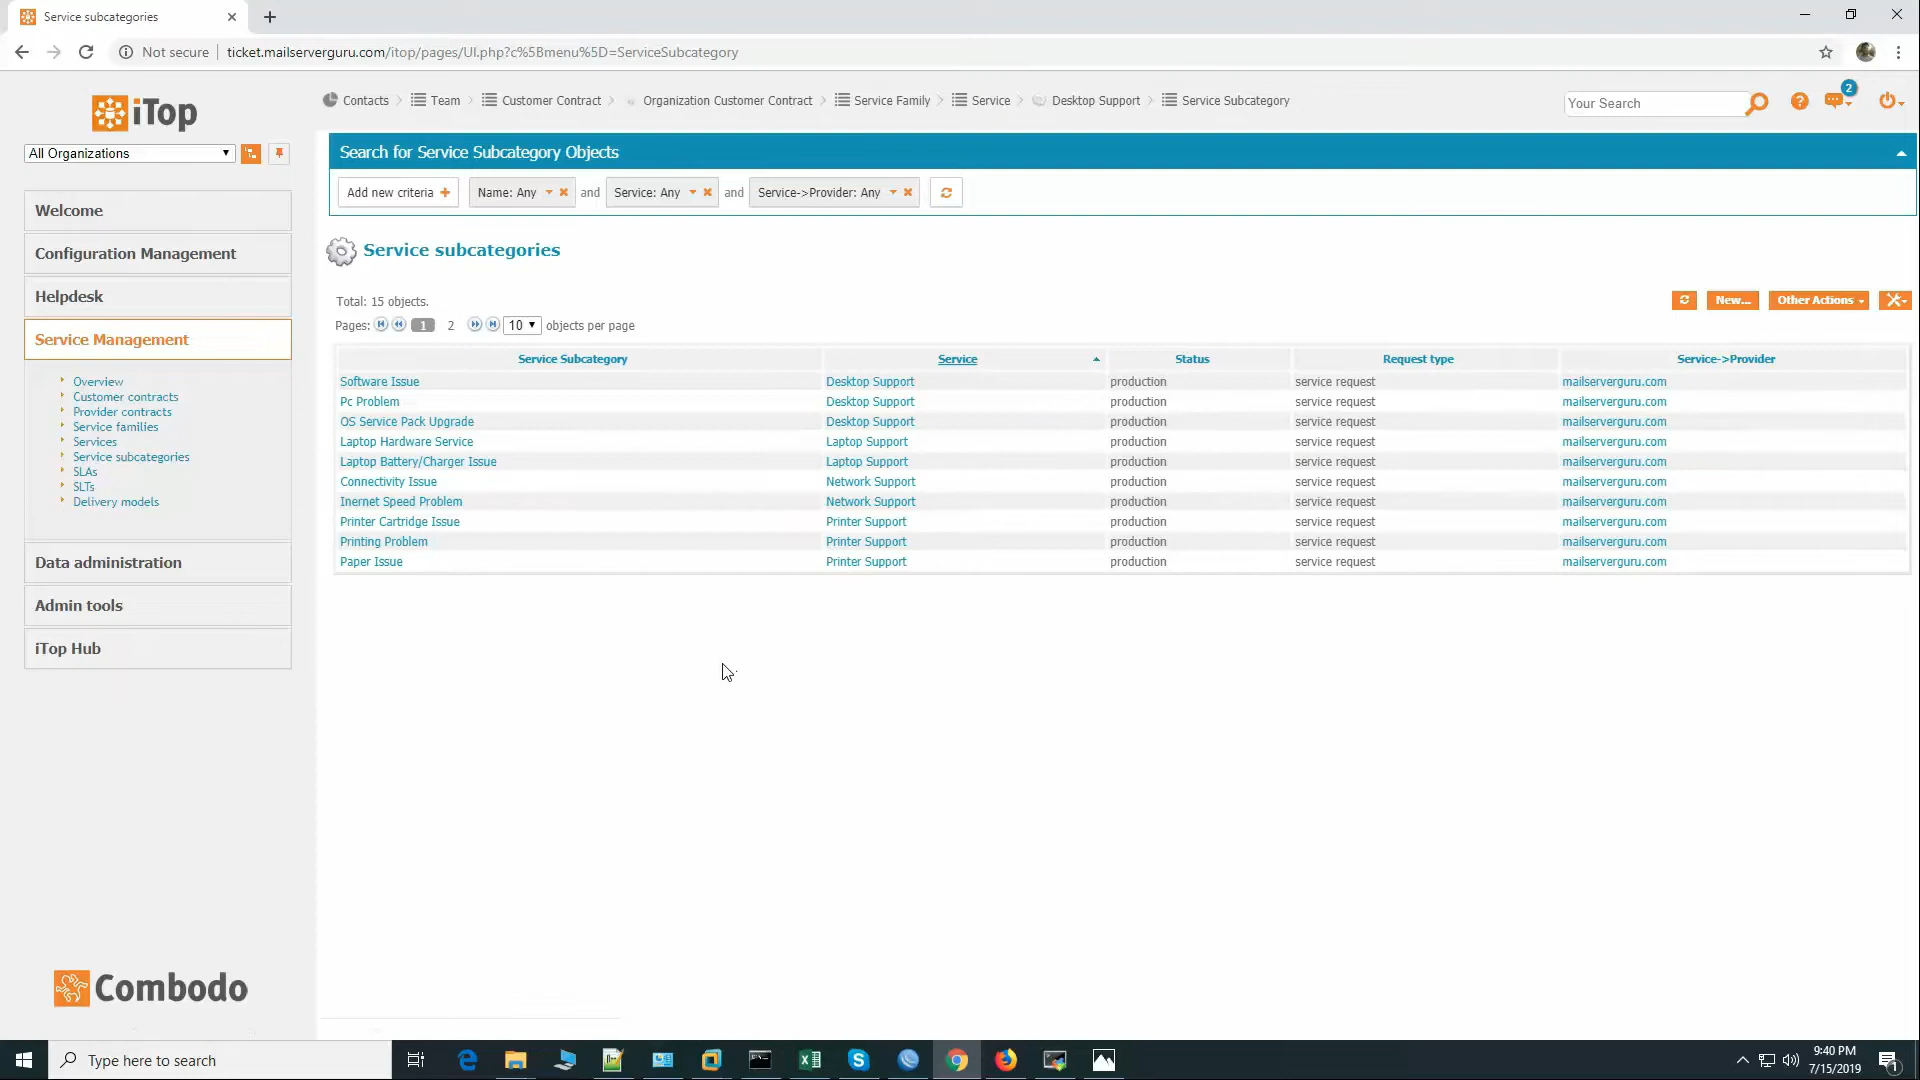 Service subcategories
Not secure ticket.mailserverguru.com/itop/pages/UI.php?c%5Bmenu%5D=ServiceSubcategory
iTop
Contacts Team Customer Contract Organization Customer Contract Service Family Service Desktop Support Service Subcategory
Your Search
2
All Organizations
Search for Service Subcategory Objects
Add new criteria Name: Any and Service: Any and Service->Provider: Any
Welcome
Configuration Management
Helpdesk
Service Management
Overview
Customer contracts
Provider contracts
Service families
Services
Service subcategories
SLAs
SLTs
Delivery models
Data administration
Admin tools
iTop Hub
Combodo
Service subcategories
Total: 15 objects.
New... Other Actions
Pages: 1 2 10 objects per page
Service Subcategory Service Status Request type Service->Provider
Software Issue Desktop Support production service request mailserverguru.com
Pc Problem Desktop Support production service request mailserverguru.com
OS Service Pack Upgrade Desktop Support production service request mailserverguru.com
Laptop Hardware Service Laptop Support production service request mailserverguru.com
Laptop Battery/Charger Issue Laptop Support production service request mailserverguru.com
Connectivity Issue Network Support production service request mailserverguru.com
Inernet Speed Problem Network Support production service request mailserverguru.com
Printer Cartridge Issue Printer Support production service request mailserverguru.com
Printing Problem Printer Support production service request mailserverguru.com
Paper Issue Printer Support production service request mailserverguru.com
Type here to search
9:40 PM
7/15/2019
1